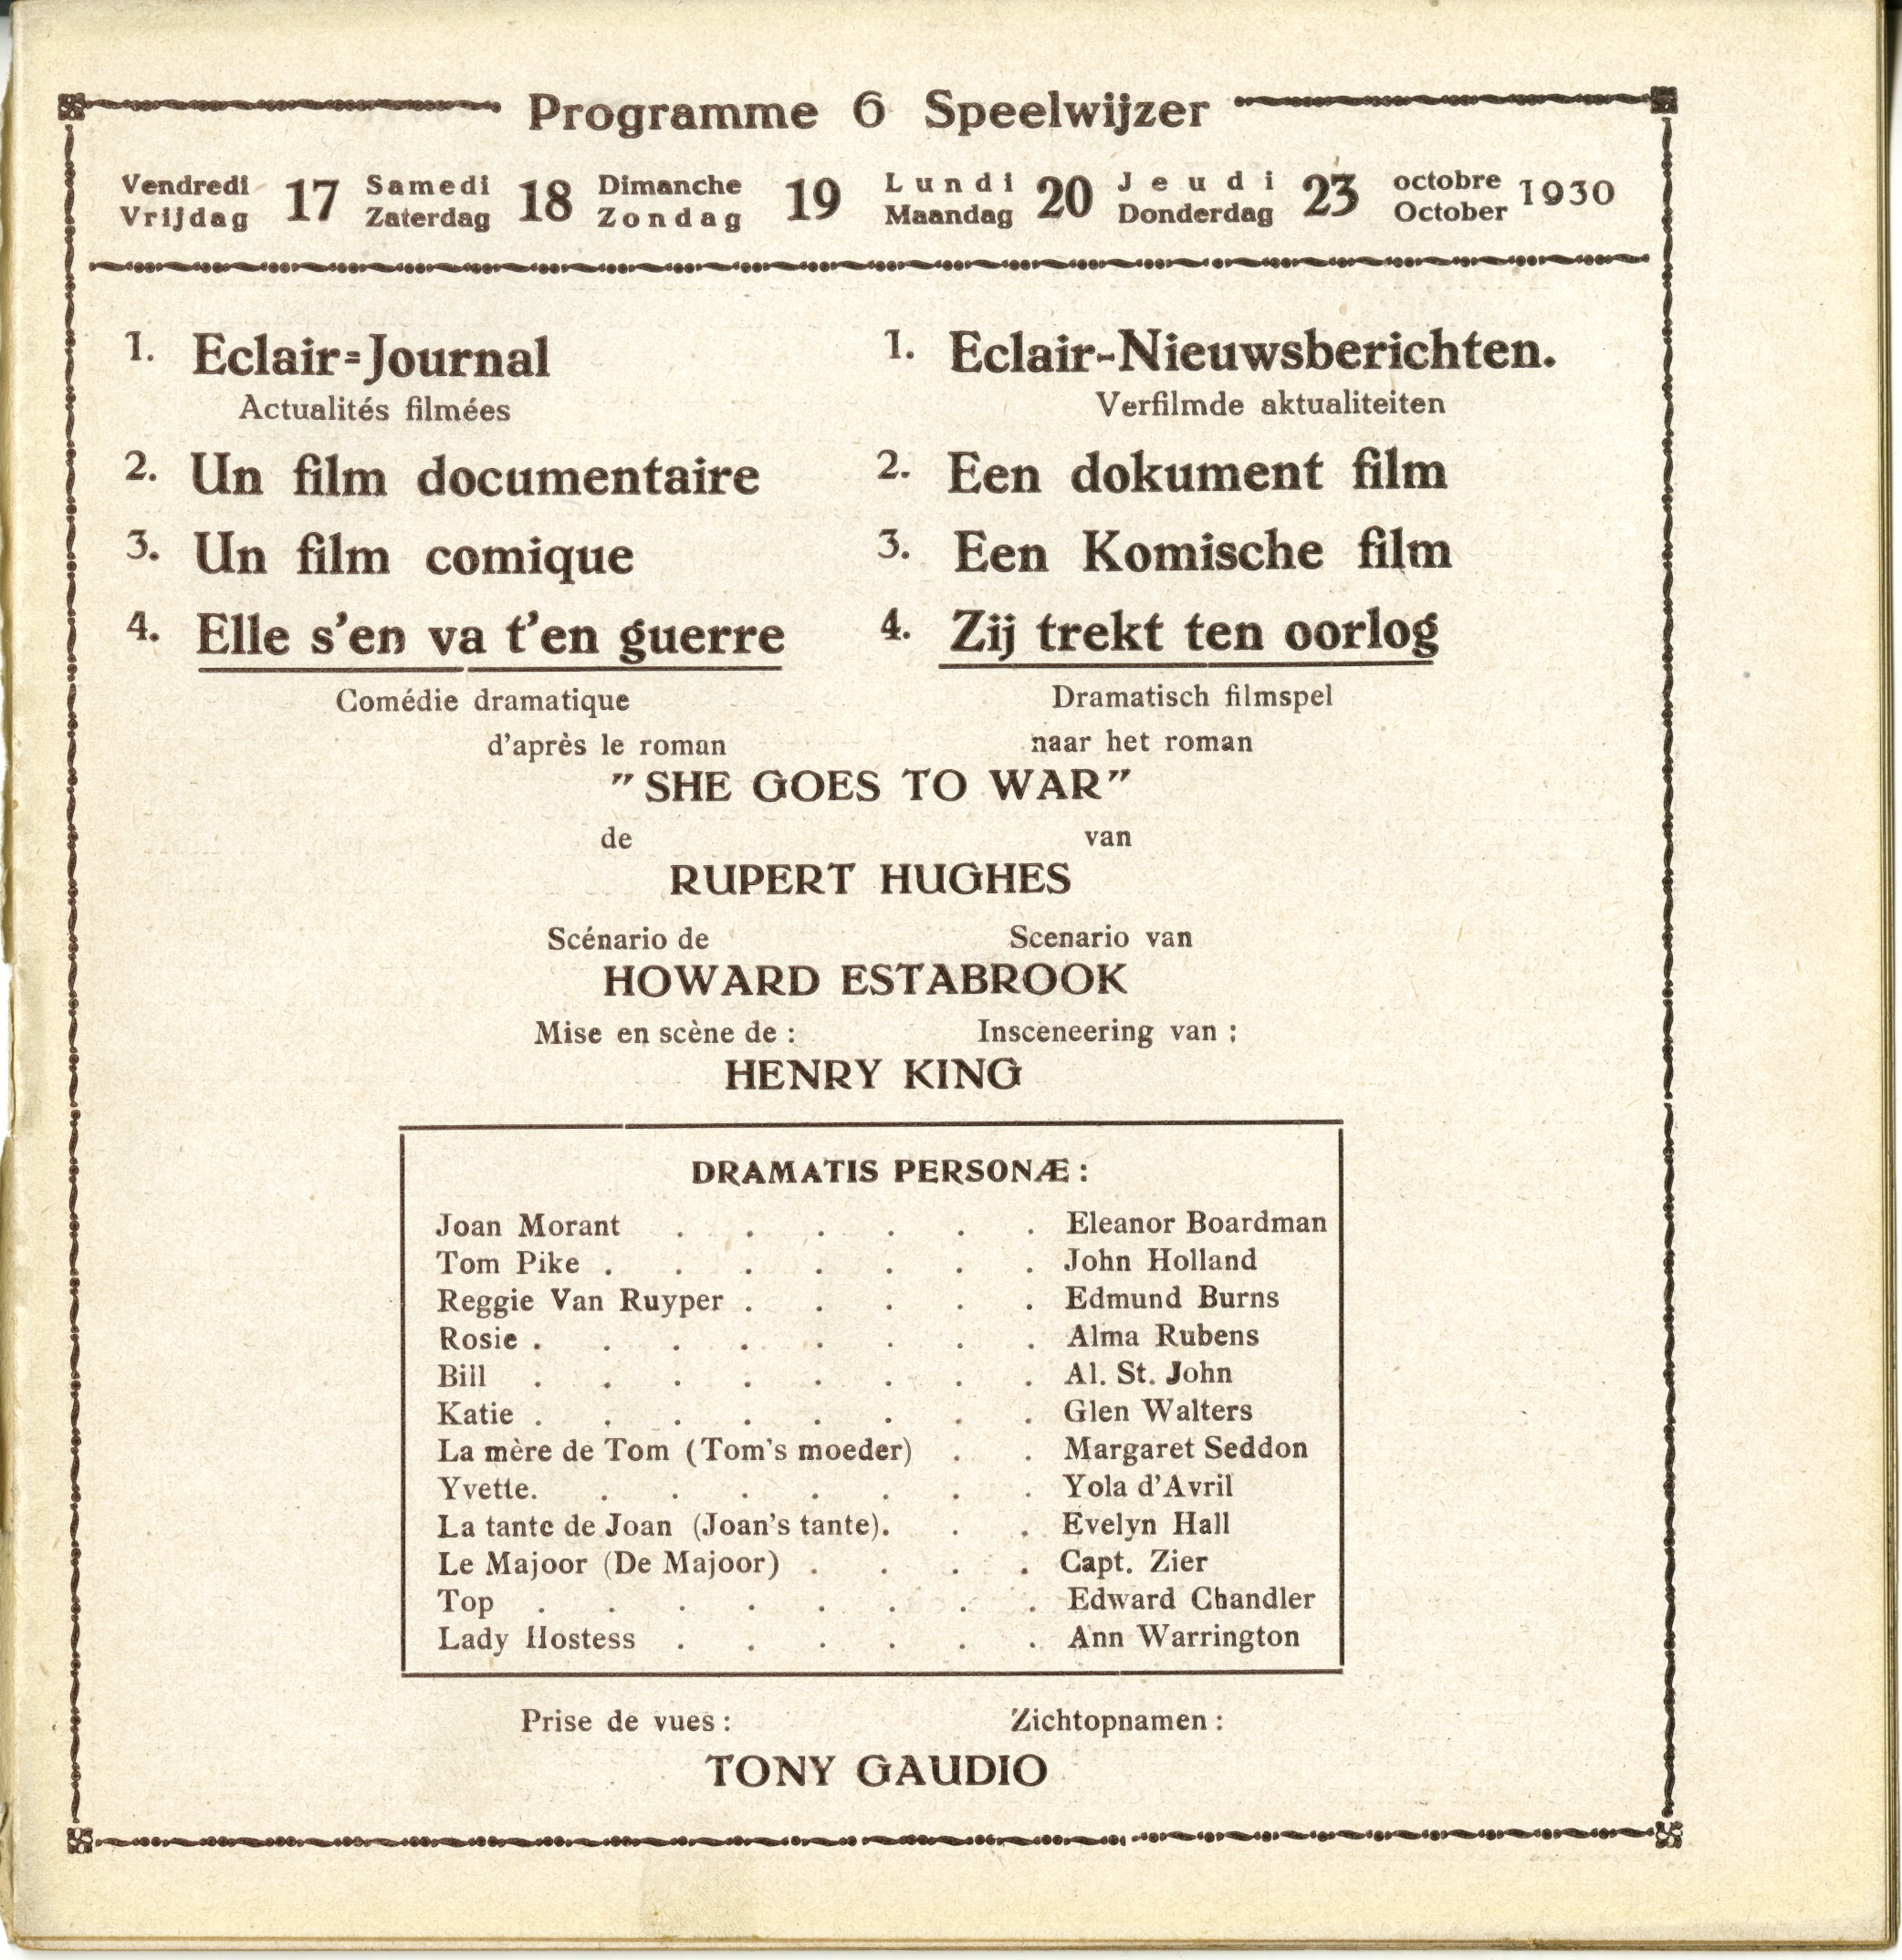 Programme 6 Speelwijzer
Vendredi 17 Samedi 18 Dimanche 19 Lundi 20 Jeudi 23 octobre 1930
Vrijdag Zaterdag Zondag Maandag Donderdag October
1. Eclair=Journal
Actualités filmées
2. Un film documentaire
3. Un film comique
4. Elle s'en va t'en guerre
Comédie dramatique
d'après le roman
1. Eclair-Nieuwsberichten.
Verfilmde aktualiteiten
2. Een dokument film
3. Een Komische film
4. Zij trekt ten oorlog
Dramatisch filmspel
naar het roman
"SHE GOES TO WAR"
de van
RUPERT HUGHES
Scénario de Scenario van
HOWARD ESTABROOK
Mise en scène de : Insceneering van :
HENRY KING
DRAMATIS PERSONÆ :
Joan Morant . . . . . . Eleanor Boardman
Tom Pike . . . . . . . John Holland
Reggie Van Ruyper . . . . . Edmund Burns
Rosie . . . . . . . . Alma Rubens
Bill . . . . . . . . Al. St. John
Katie . . . . . . . . Glen Walters
La mère de Tom (Tom's moeder) . . Margaret Seddon
Yvette. . . . . . . . Yola d'Avril
La tante de Joan (Joan's tante). . . Evelyn Hall
Le Majoor (De Majoor) . . . . Capt. Zier
Top . . . . . . . . Edward Chandler
Lady Hostess . . . . . . Ann Warrington
Prise de vues : Zichtopnamen :
TONY GAUDIO